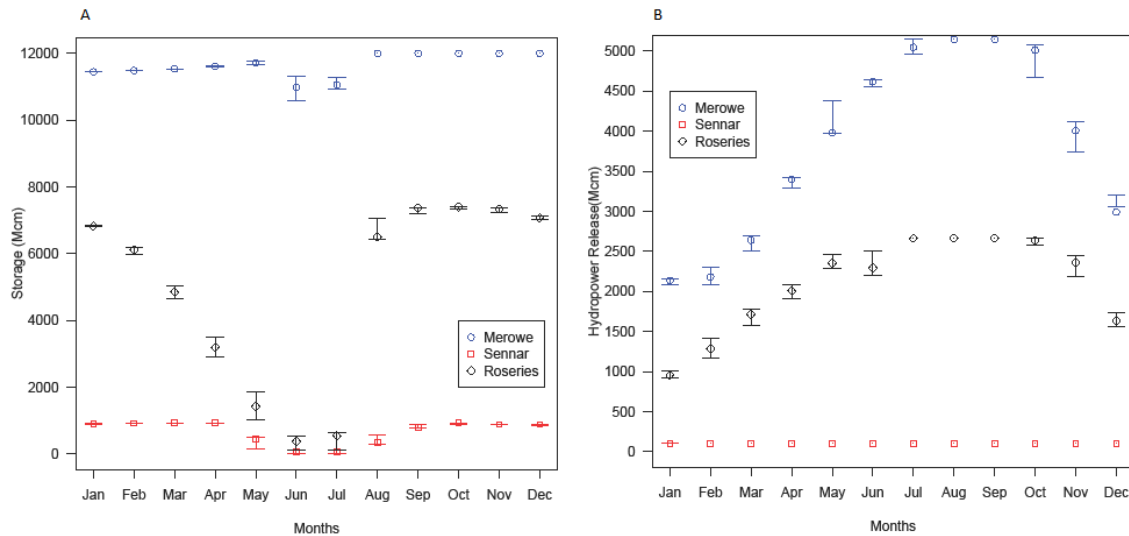 A
Storage (Mcm)
12000
10000
8000
6000
4000
2000
0
Merowe
Sennar
Roseries
Jan Feb Mar Apr May Jun Jul Aug Sep Oct Nov Dec
Months
B
Hydropower Release(Mcm)
5000
4500
4000
3500
3000
2500
2000
1500
1000
500
0
Merowe
Sennar
Roseries
Jan Feb Mar Apr May Jun Jul Aug Sep Oct Nov Dec
Months